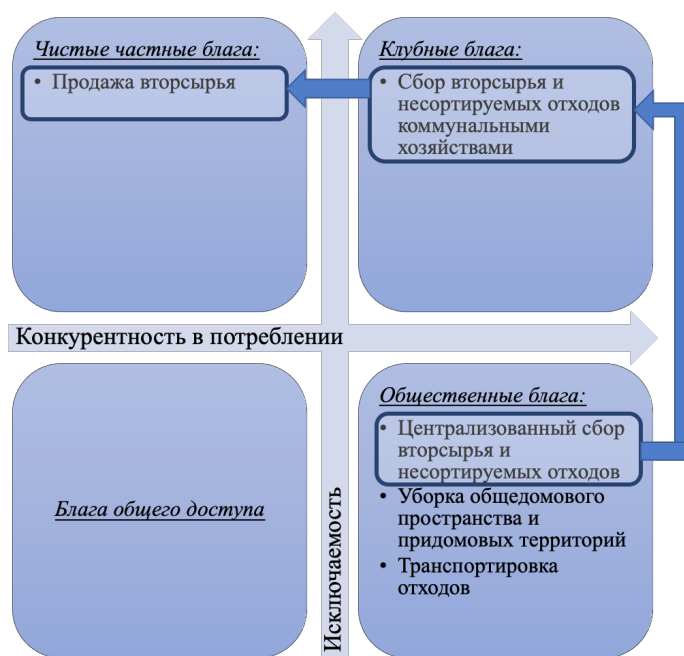 Чистые частные блага:
• Продажа вторсырья
Клубные блага:
• Сбор вторсырья и
несортируемых отходов
коммунальными
хозяйствами
Конкурентность в потреблении
Исключаемость
Блага общего доступа
Общественные блага:
• Централизованный сбор
вторсырья и
несортируемых отходов
• Уборка общедомового
пространства и
придомовых территорий
• Транспортировка
отходов